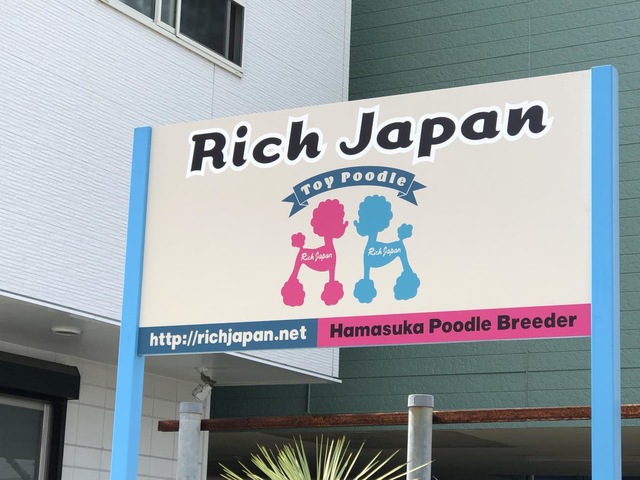 Rich Japan
Toy Poodle
Rich Japan
Rich Japan
http://richjapan.net
Hamasuka Poodle Breeder